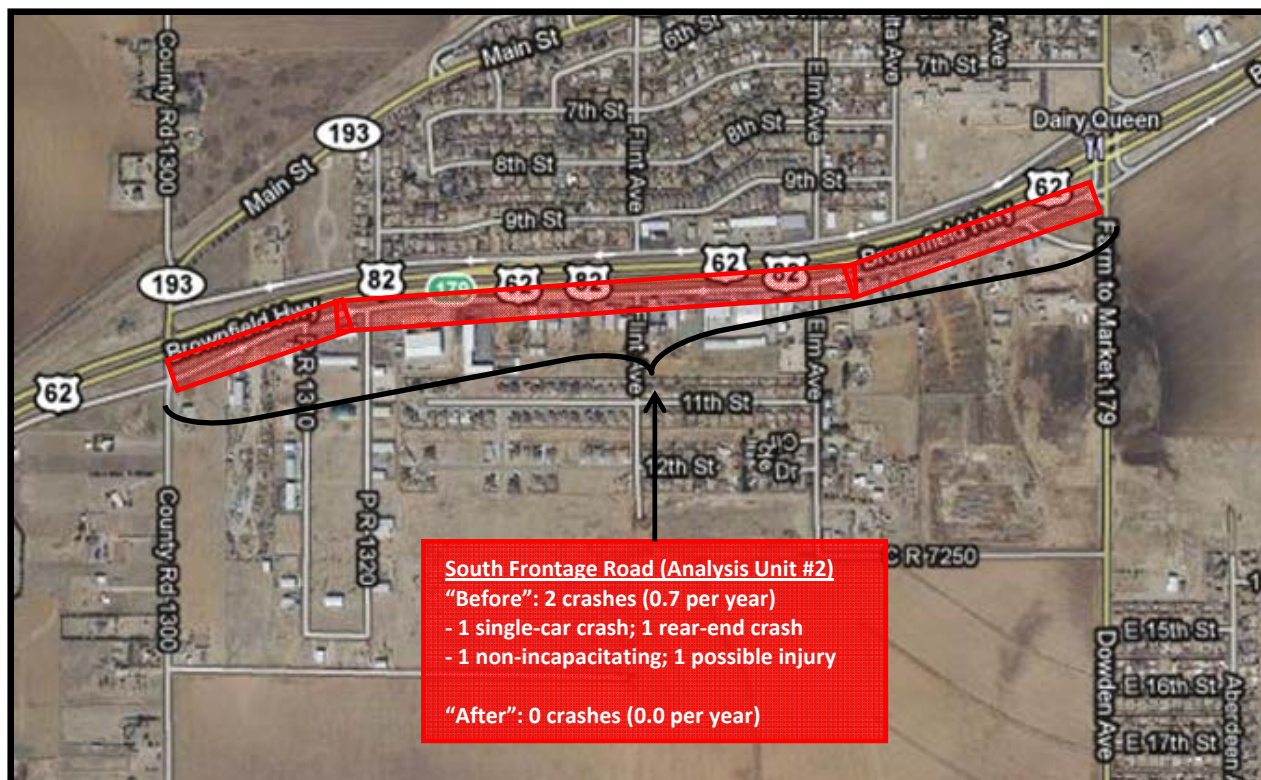 County Rd 1300
Main St
6th St
7th St
7th St
193
Main St
Flint Ave
8th St
8th St
Elm Ave
9th St
9th St
Dairy Queen
62
193
82
62
82
62
82
Brownfield Hwy
Brownfield Hwy
179
62
Farm to Market 179
P R 1310
Flint Ave
Elm Ave
11th St
12th St
Cir
Dr
P R 1320
County Rd 1300
C R 7250
Dowden Ave
E 15th St
E 16th St
E 17th St
Aberdeen
South Frontage Road (Analysis Unit #2)
“Before”: 2 crashes (0.7 per year)
- 1 single-car crash; 1 rear-end crash
- 1 non-incapacitating; 1 possible injury
“After”: 0 crashes (0.0 per year)